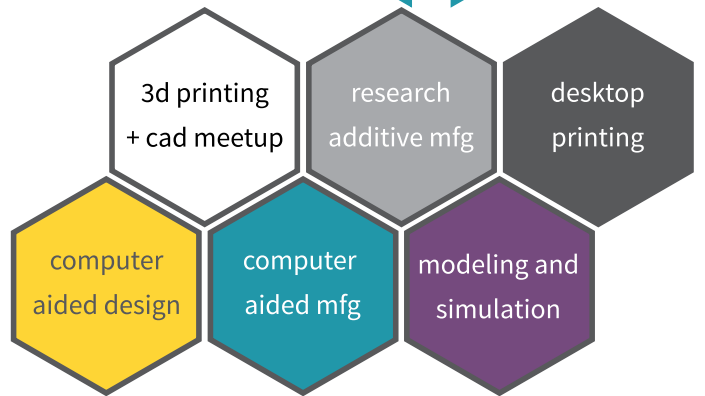 3d printing
+ cad meetup
research
additive mfg
desktop
printing
computer
aided design
computer
aided mfg
modeling and
simulation